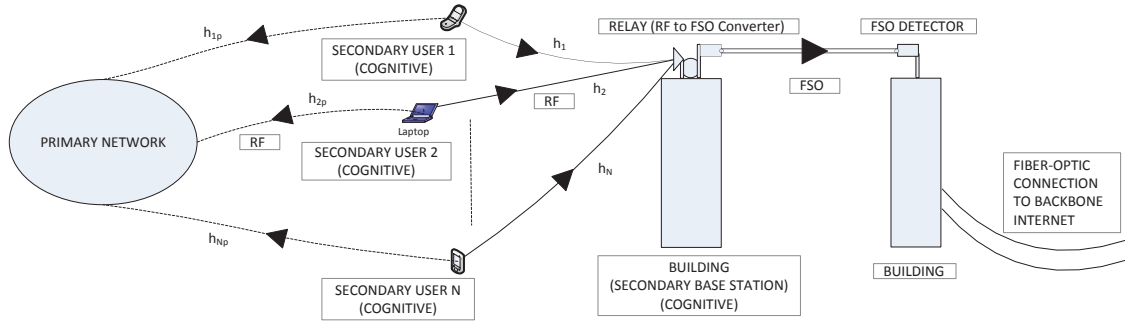 h1p
SECONDARY USER 1
(COGNITIVE)
h1
RELAY (RF to FSO Converter)
FSO DETECTOR
FSO
PRIMARY NETWORK
RF
h2p
Laptop
SECONDARY USER 2
(COGNITIVE)
RF
h2
hN
hNp
SECONDARY USER N
(COGNITIVE)
BUILDING
(SECONDARY BASE STATION)
(COGNITIVE)
BUILDING
FIBER-OPTIC
CONNECTION
TO BACKBONE
INTERNET